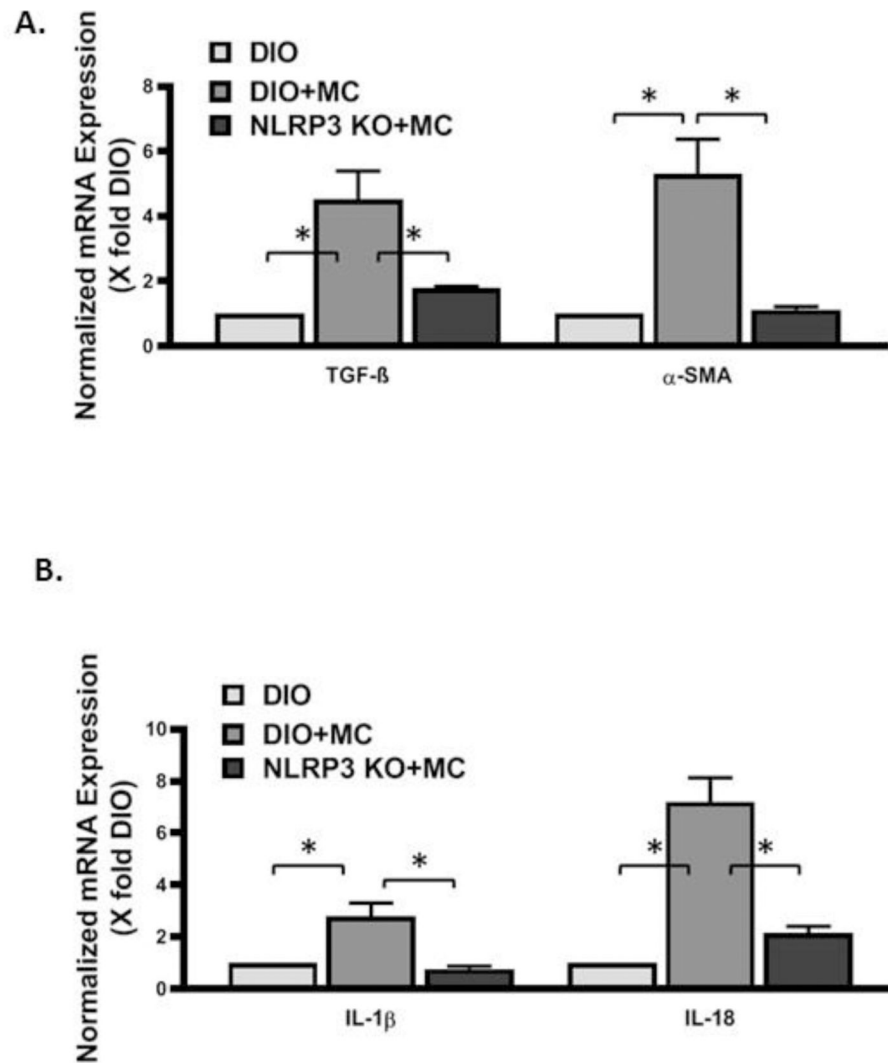 A.
DIO
DIO+MC
NLRP3 KO+MC
Normalized mRNA Expression
(X fold DIO)
8
6
4
2
0
* *
* *
TGF-ß
α-SMA
B.
DIO
DIO+MC
NLRP3 KO+MC
Normalized mRNA Expression
(X fold DIO)
10
8
6
4
2
0
* *
* *
IL-1β
IL-18